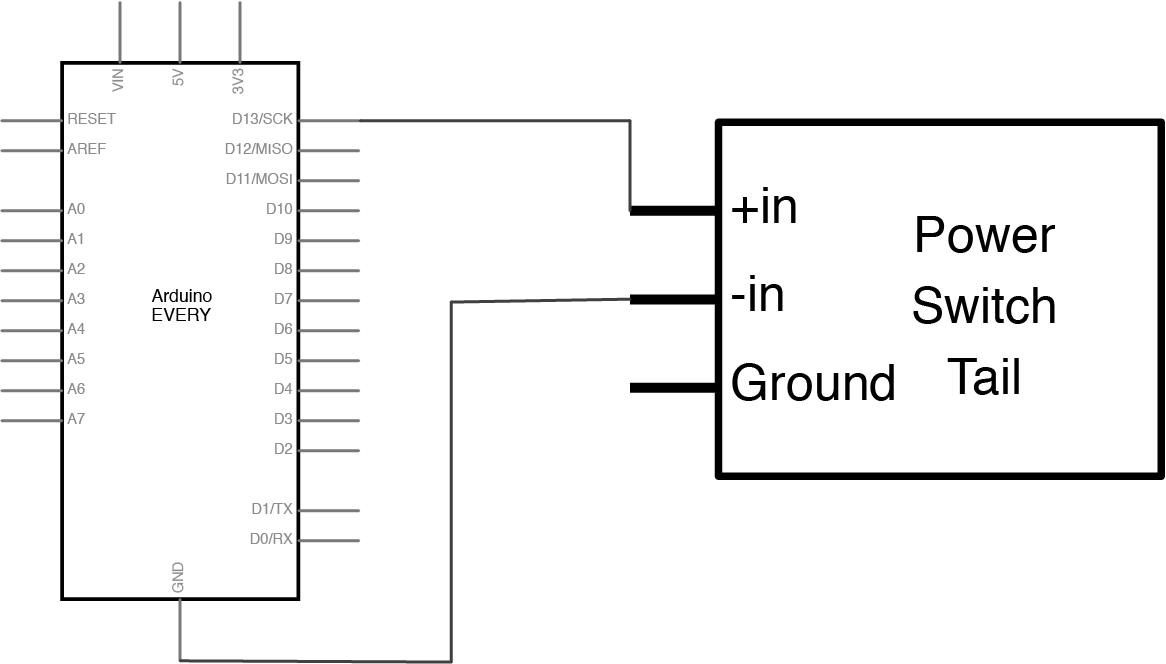 VIN
5V
3V3
RESET
AREF
A0
A1
A2
A3
A4
A5
A6
A7
Arduino
EVERY
D13/SCK
D12/MISO
D11/MOSI
D10
D9
D8
D7
D6
D5
D4
D3
D2
D1/TX
D0/RX
GND
+in
-in
Ground
Power
Switch
Tail